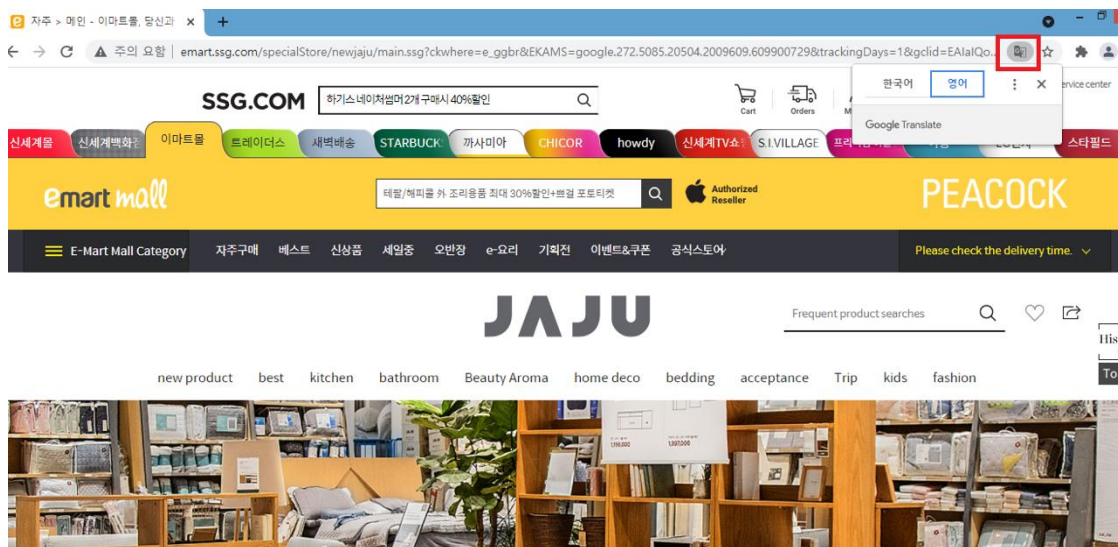 자주 > 메인 - 이마트몰, 당신과
주의 요함 | emart.ssg.com/specialStore/newjaju/main.ssg?ckwhere=e_ggbr&EKAMS=google.272.5085.20504.2009609.609900729&trackingDays=1&gclid=EAIaIQo...
한국어 영어
Google Translate
service center
SSG.COM 하기스 네이처썸머 2개 구매시 40%할인 Cart Orders
신세계몰 신세계백화점 이마트몰 트레이더스 새벽배송 STARBUCK 까사미아 CHICOR howdy 신세계TV쇼 S.I.VILLAGE 스타필드
emart mall 테팔/해피콜 外 조리용품 최대 30%할인+쁘걸 포토티켓 Authorized Reseller PEACOCK
E-Mart Mall Category 자주구매 베스트 신상품 세일중 오반장 e-요리 기획전 이벤트&쿠폰 공식스토어 Please check the delivery time.
JAJU Frequent product searches
His
To
new product best kitchen bathroom Beauty Aroma home deco bedding acceptance Trip kids fashion